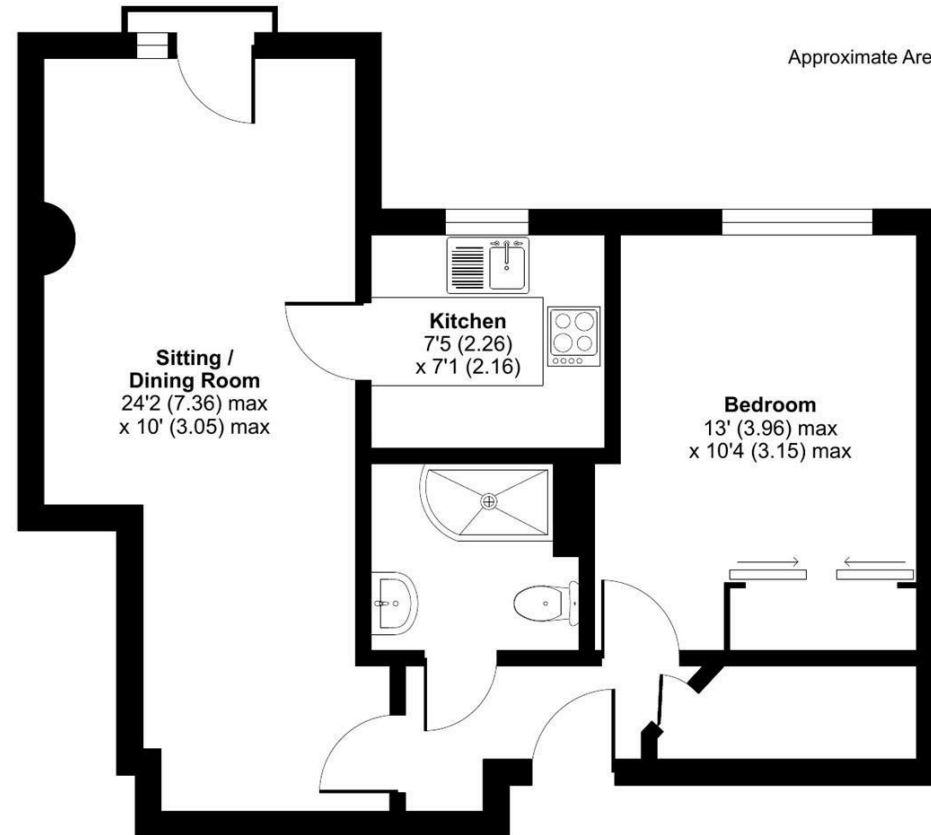 Approximate Are
Kitchen
7'5 (2.26)
x 7'1 (2.16)
Sitting /
Dining Room
24'2 (7.36) max
x 10' (3.05) max
Bedroom
13' (3.96) max
x 10'4 (3.15) max